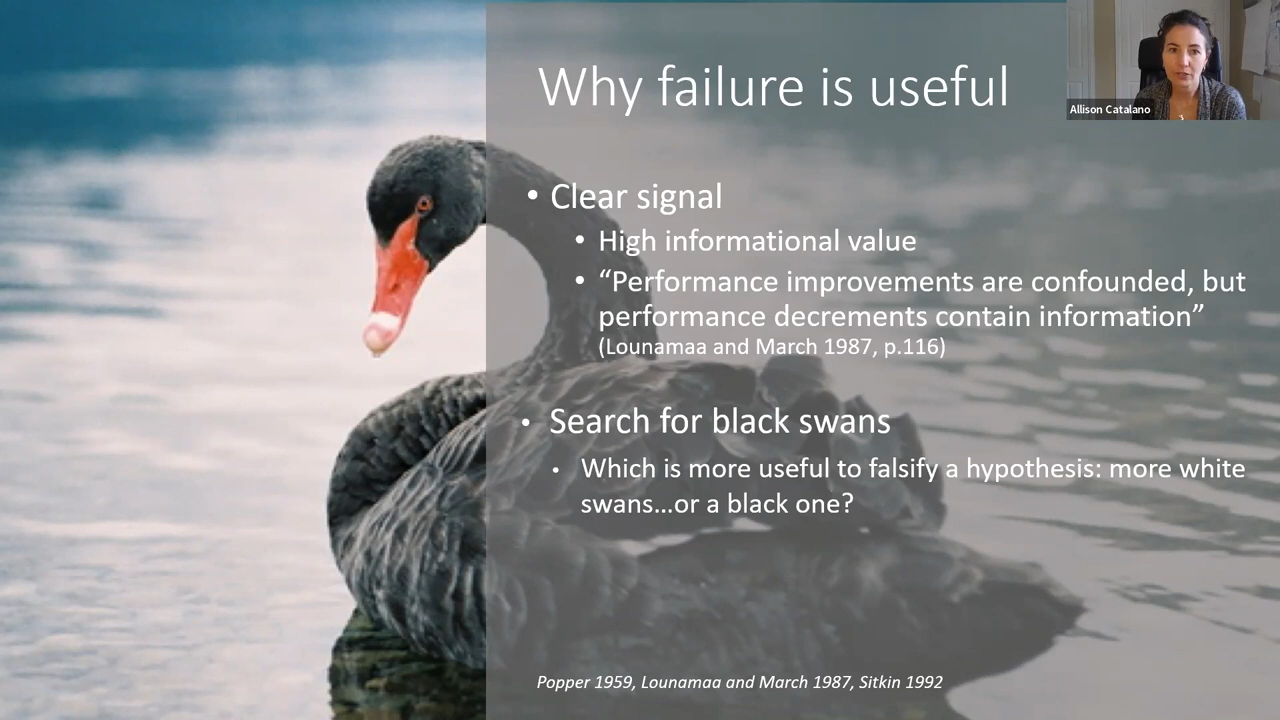 Why failure is useful
Allison Catalano
• Clear signal
• High informational value
• “Performance improvements are confounded, but
performance decrements contain information”
(Lounamaa and March 1987, p.116)
• Search for black swans
• Which is more useful to falsify a hypothesis: more white
swans…or a black one?
Popper 1959, Lounamaa and March 1987, Sitkin 1992